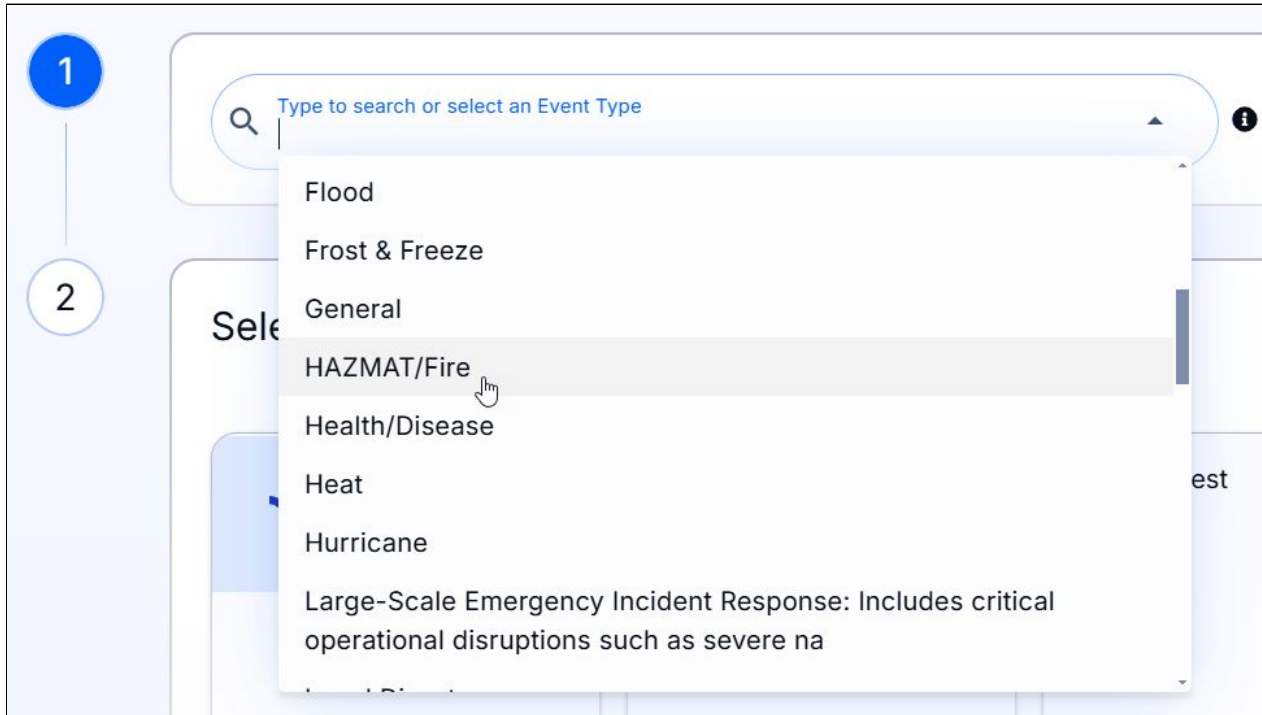 1
Type to search or select an Event Type
Flood
Frost & Freeze
2
General
Sele
HAZMAT/Fire
Health/Disease
Heat
est
Hurricane
Large-Scale Emergency Incident Response: Includes critical
operational disruptions such as severe na